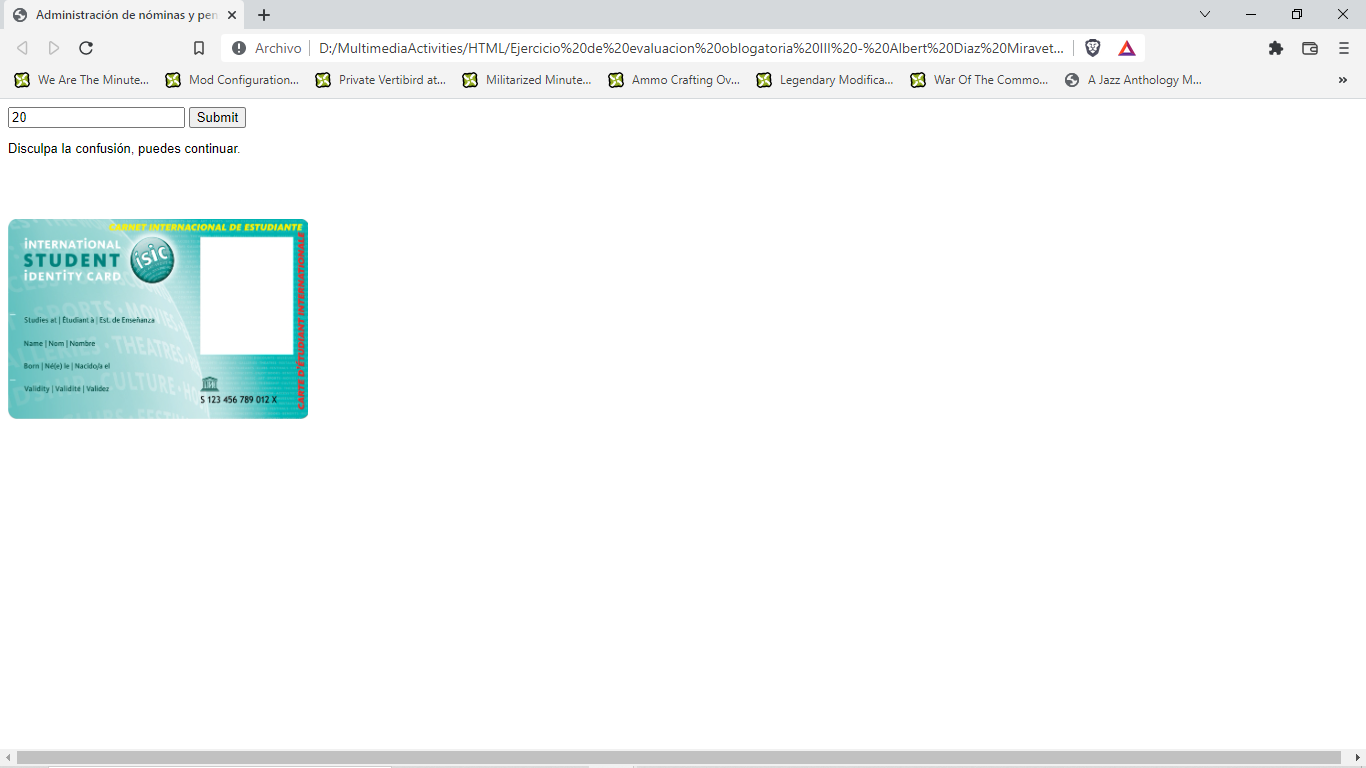 Administración de nóminas y pen
Archivo
D:/MultimediaActivities/HTML/Ejercicio%20de%20evaluacion%20oblogatoria%20III%20-%20Albert%20Diaz%20Miravet...
We Are The Minute...
Mod Configuration...
Private Vertibird at...
Militarized Minute...
Ammo Crafting Ov...
Legendary Modifica...
War Of The Commo...
A Jazz Anthology M...
»
20
Submit
Disculpa la confusión, puedes continuar.
CARNET INTERNACIONAL DE ESTUDIANTE
INTERNATIONAL
STUDENT
IDENTITY CARD
isic
CARTE D'ÉTUDIANT INTERNATIONALE
SPORTS • MOVIES
Studies at | Étudiant à | Est. de Enseñanza
THEATRES
Name | Nom | Nombre
Born | Né(e) le | Nacido/a el
CULTURE
Validity | Validité | Validez
S 123 456 789 012 X